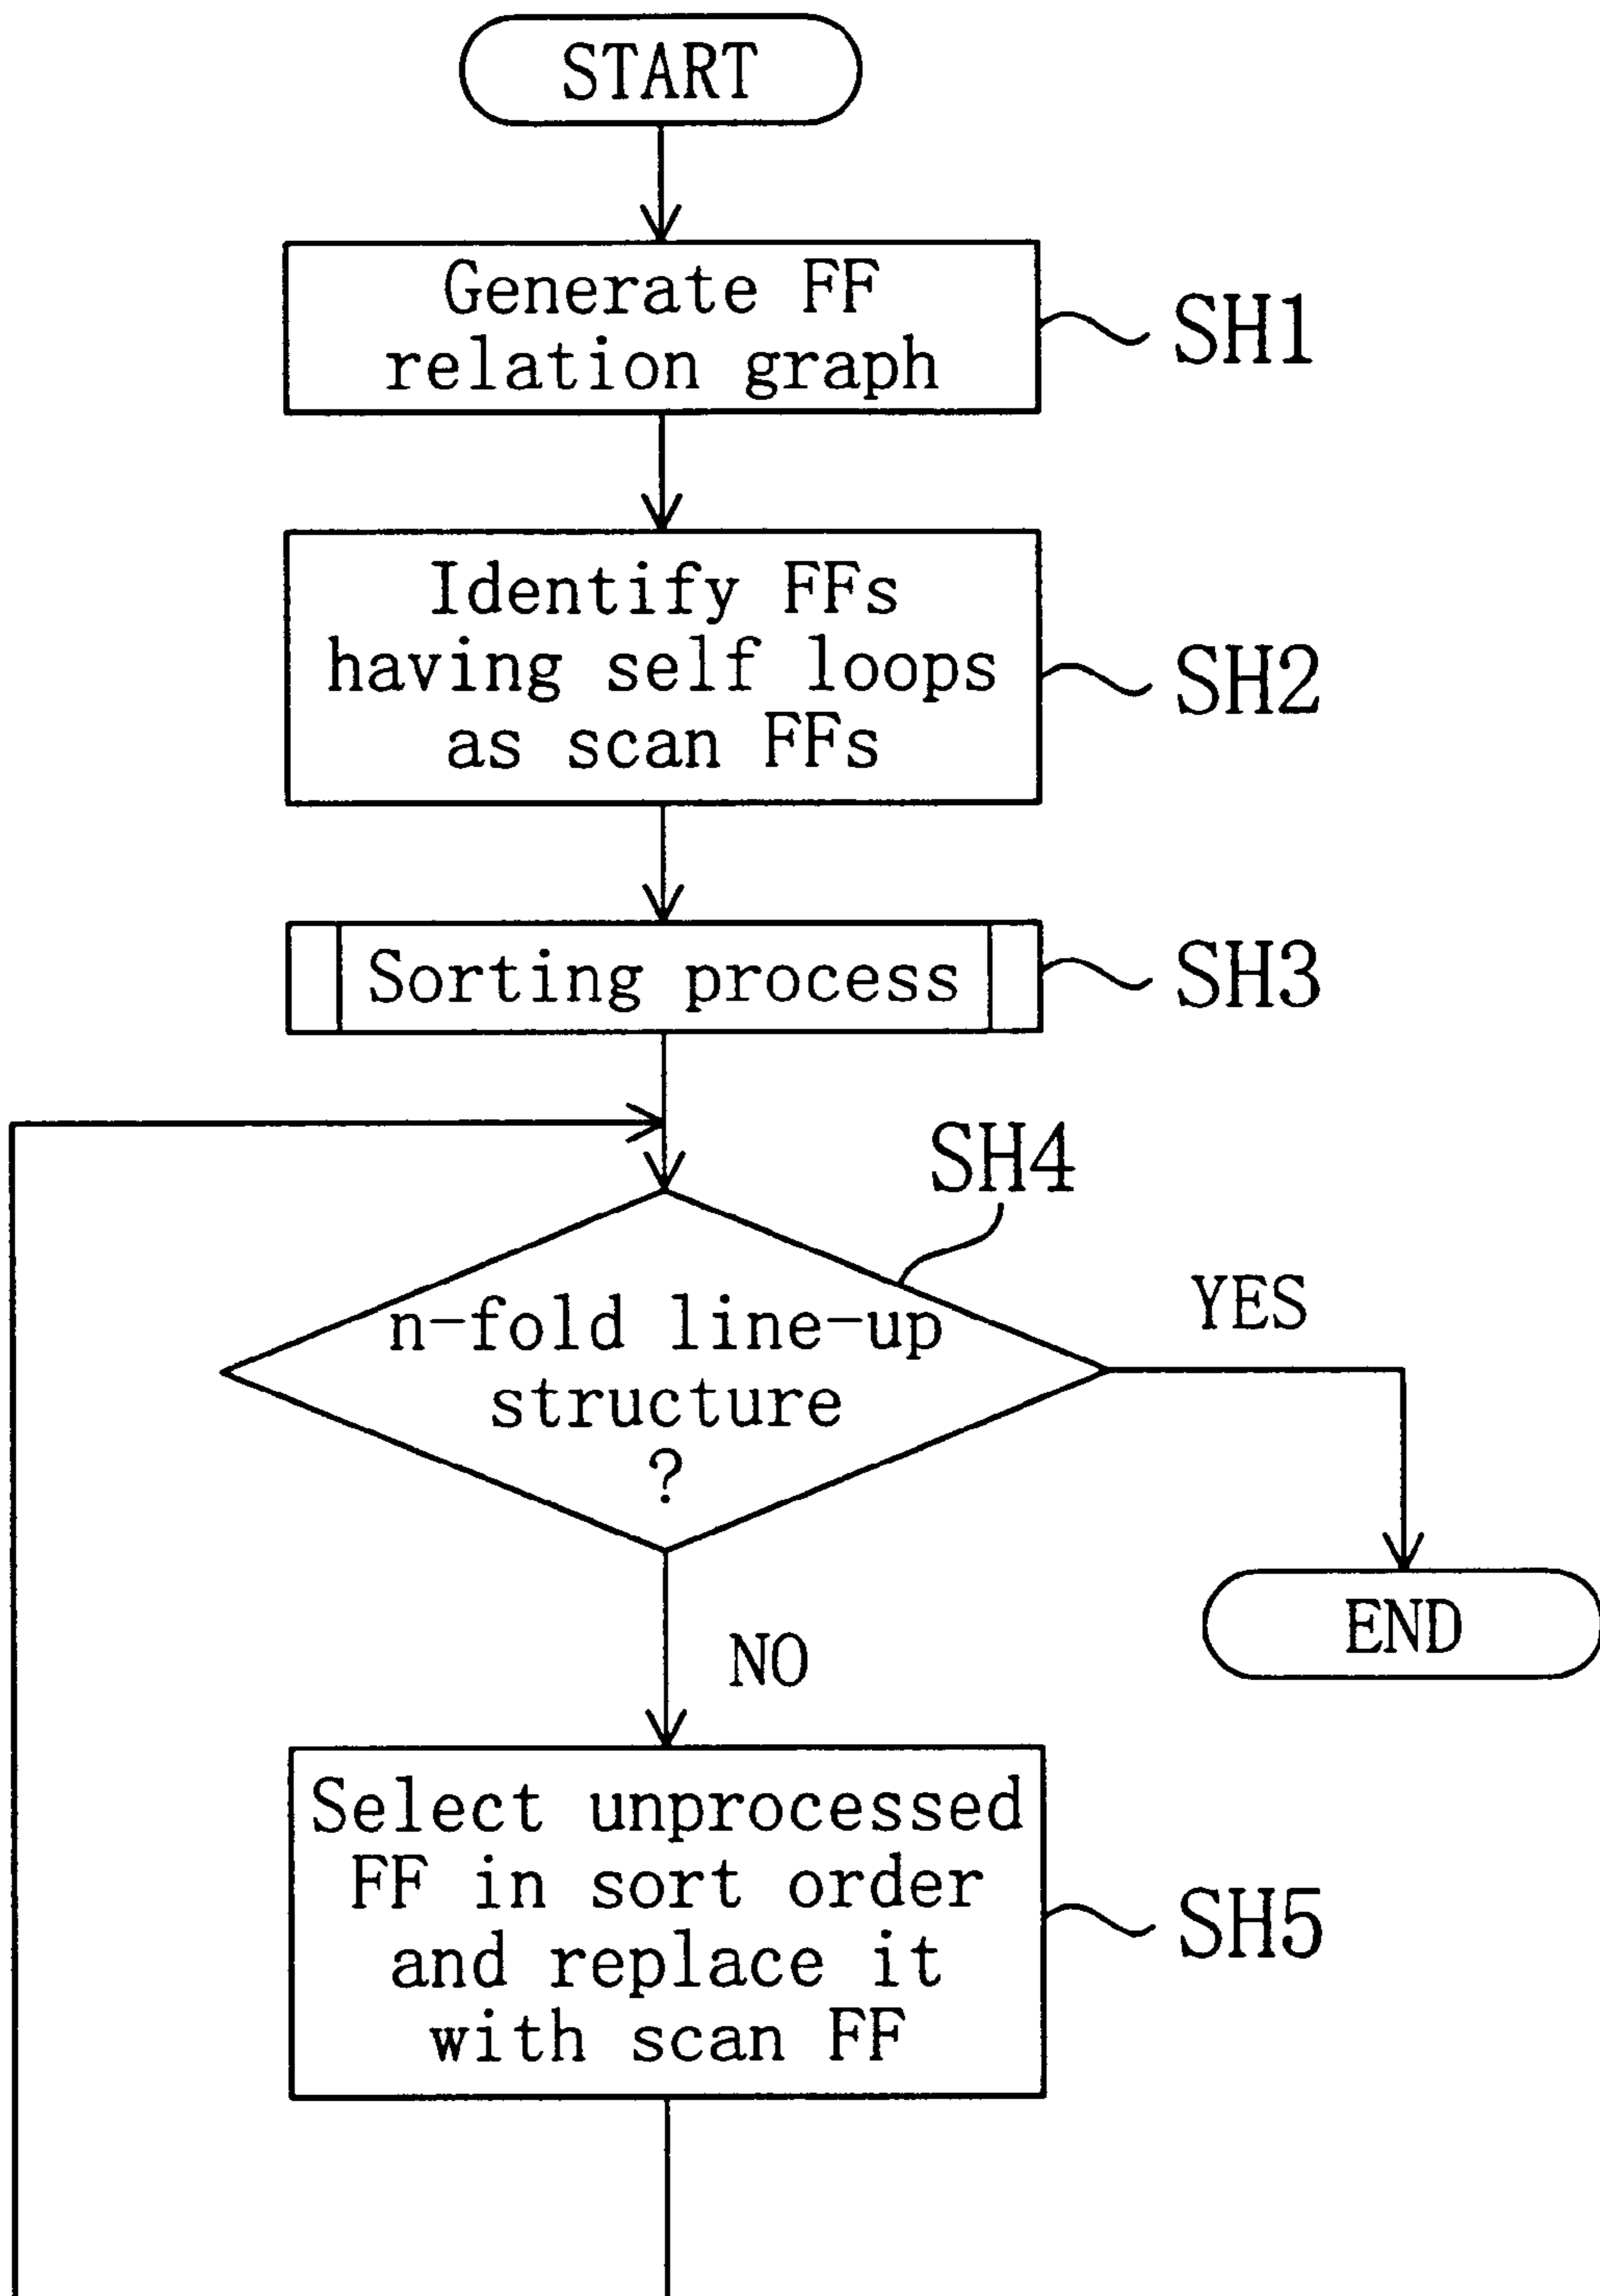 START
Generate FF
relation graph
SH1
Identify FFs
having self loops
as scan FFs
SH2
Sorting process
SH3
SH4
n-fold line-up
structure
?
YES
END
NO
Select unprocessed
FF in sort order
and replace it
with scan FF
SH5